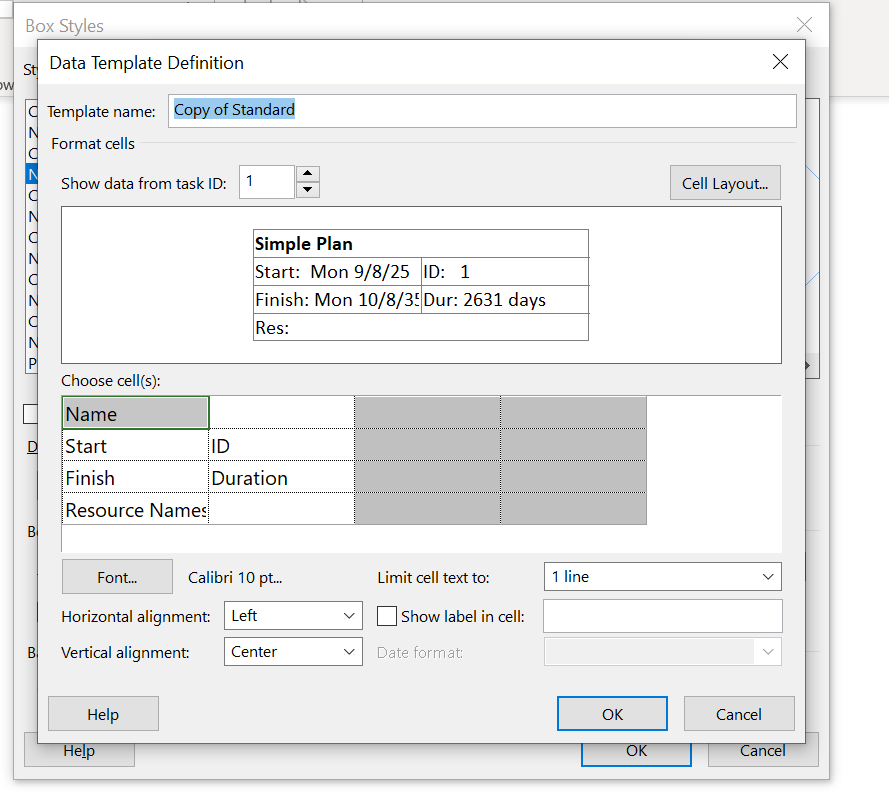 Box Styles
Data Template Definition
Template name: Copy of Standard
Format cells
Show data from task ID: 1 Cell Layout...
Simple Plan
Start: Mon 9/8/25 ID: 1
Finish: Mon 10/8/35 Dur: 2631 days
Res:
Choose cell(s):
Name
Start ID
Finish Duration
Resource Names
Font... Calibri 10 pt... Limit cell text to: 1 line
Horizontal alignment: Left Show label in cell:
Vertical alignment: Center Date format:
Help OK Cancel
Help OK Cancel